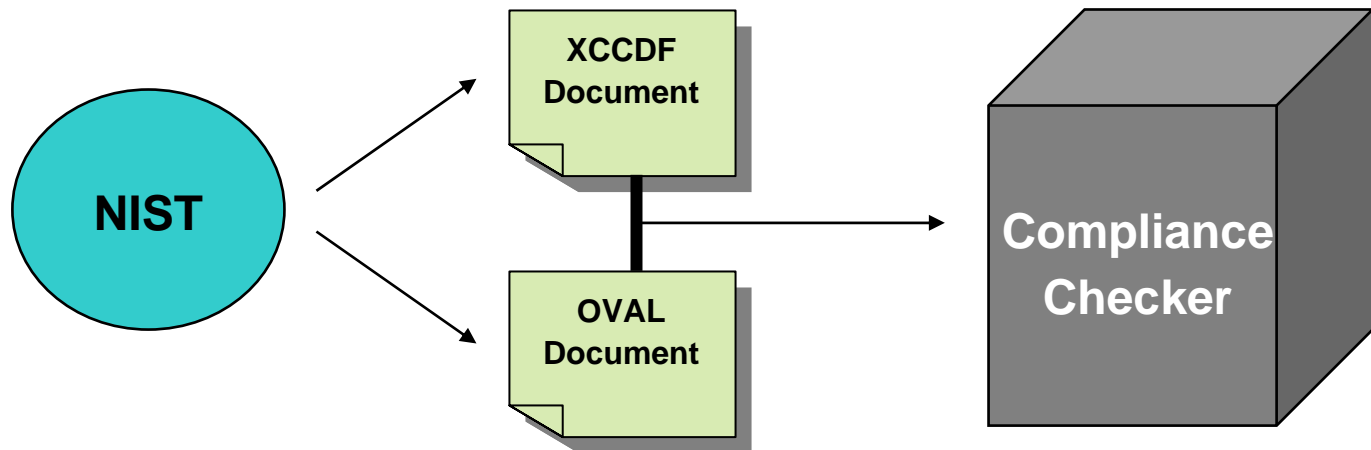 NIST
XCCDF
Document
OVAL
Document
Compliance
Checker